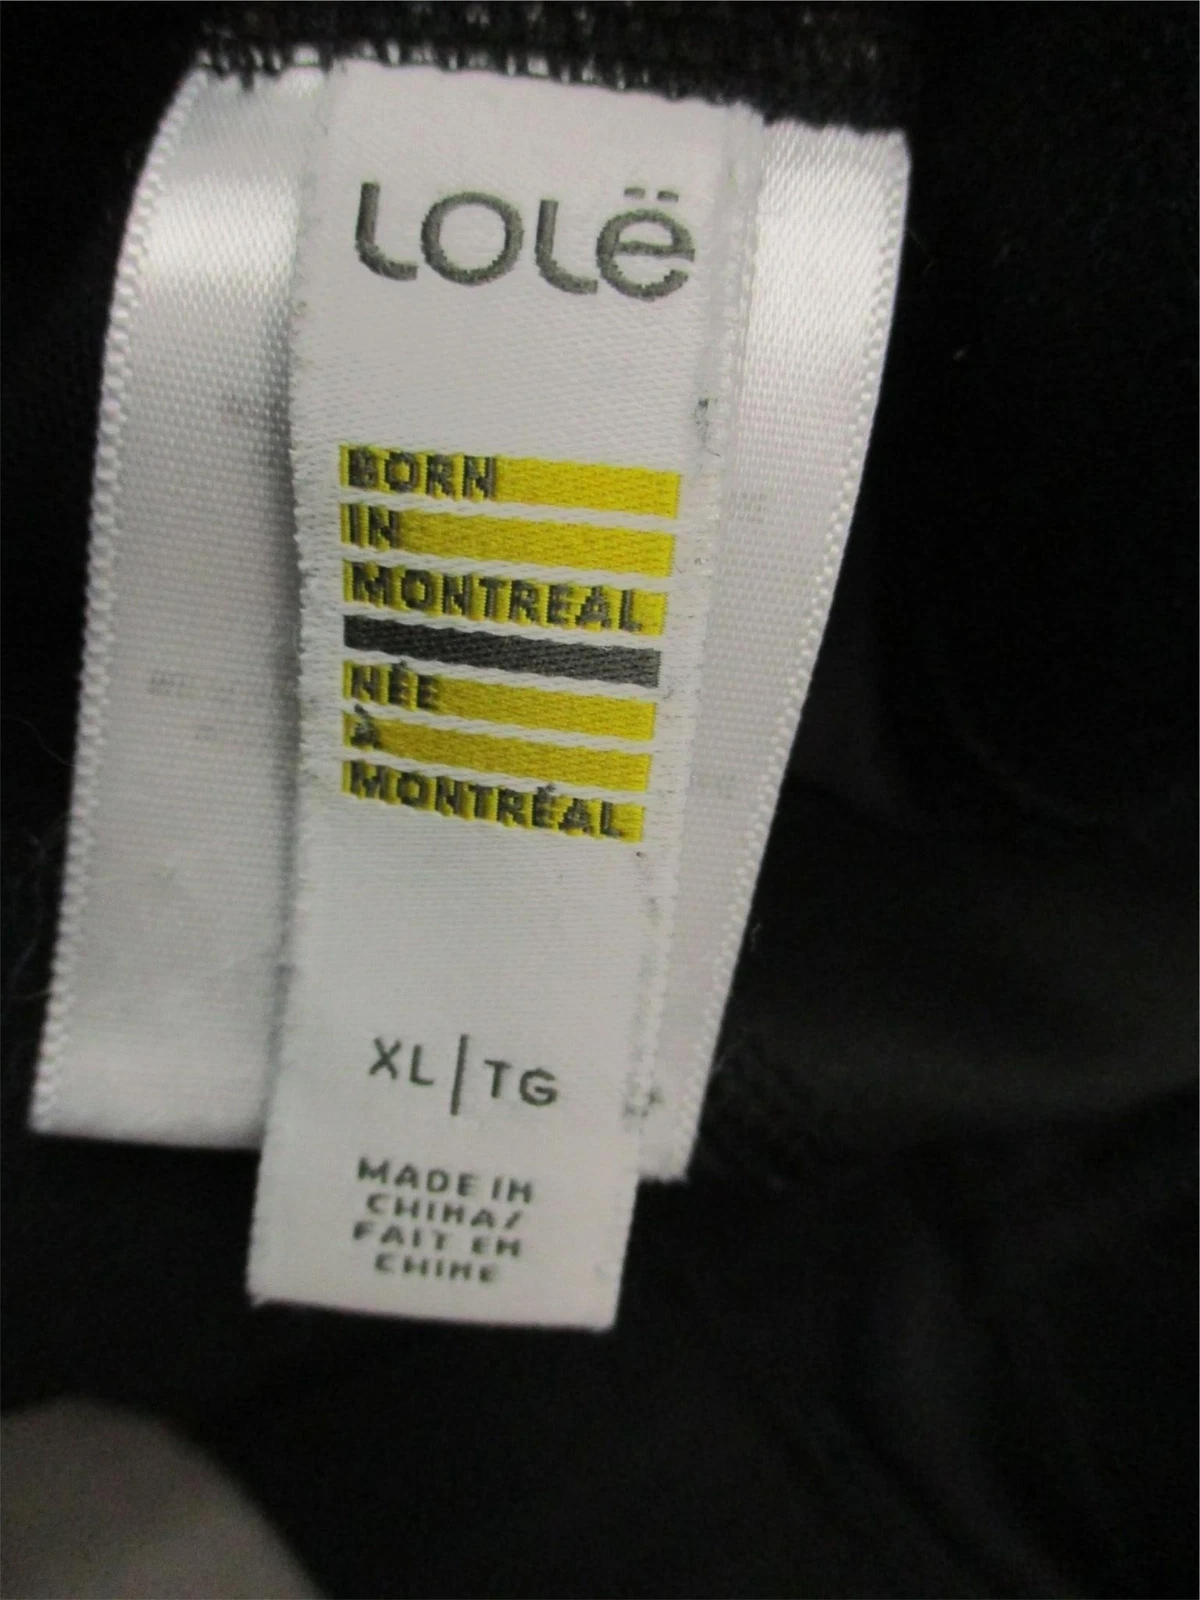 Lolë
BORN
IN
MONTREAL
NÉE
À
MONTRÉAL
XL | TG
MADE IN
CHINA/
FAIT EN
CHINE